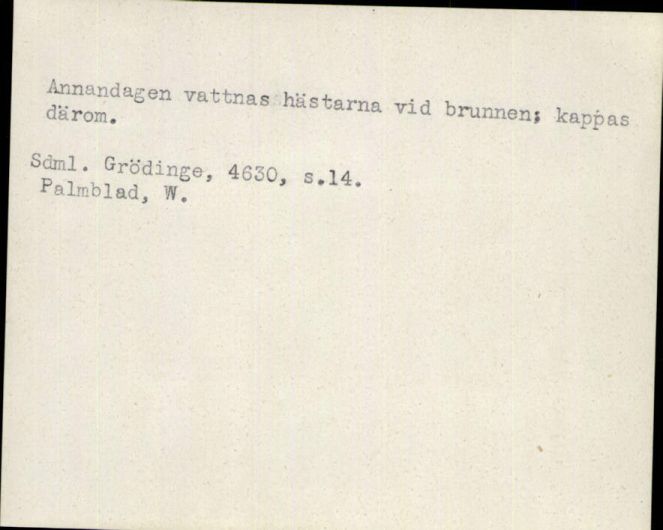 Annandagen vattnas hästarna vid brunnen; kappas
därom.
Sdml. Grödinge, 4630, s.14.
Palmblad, W.